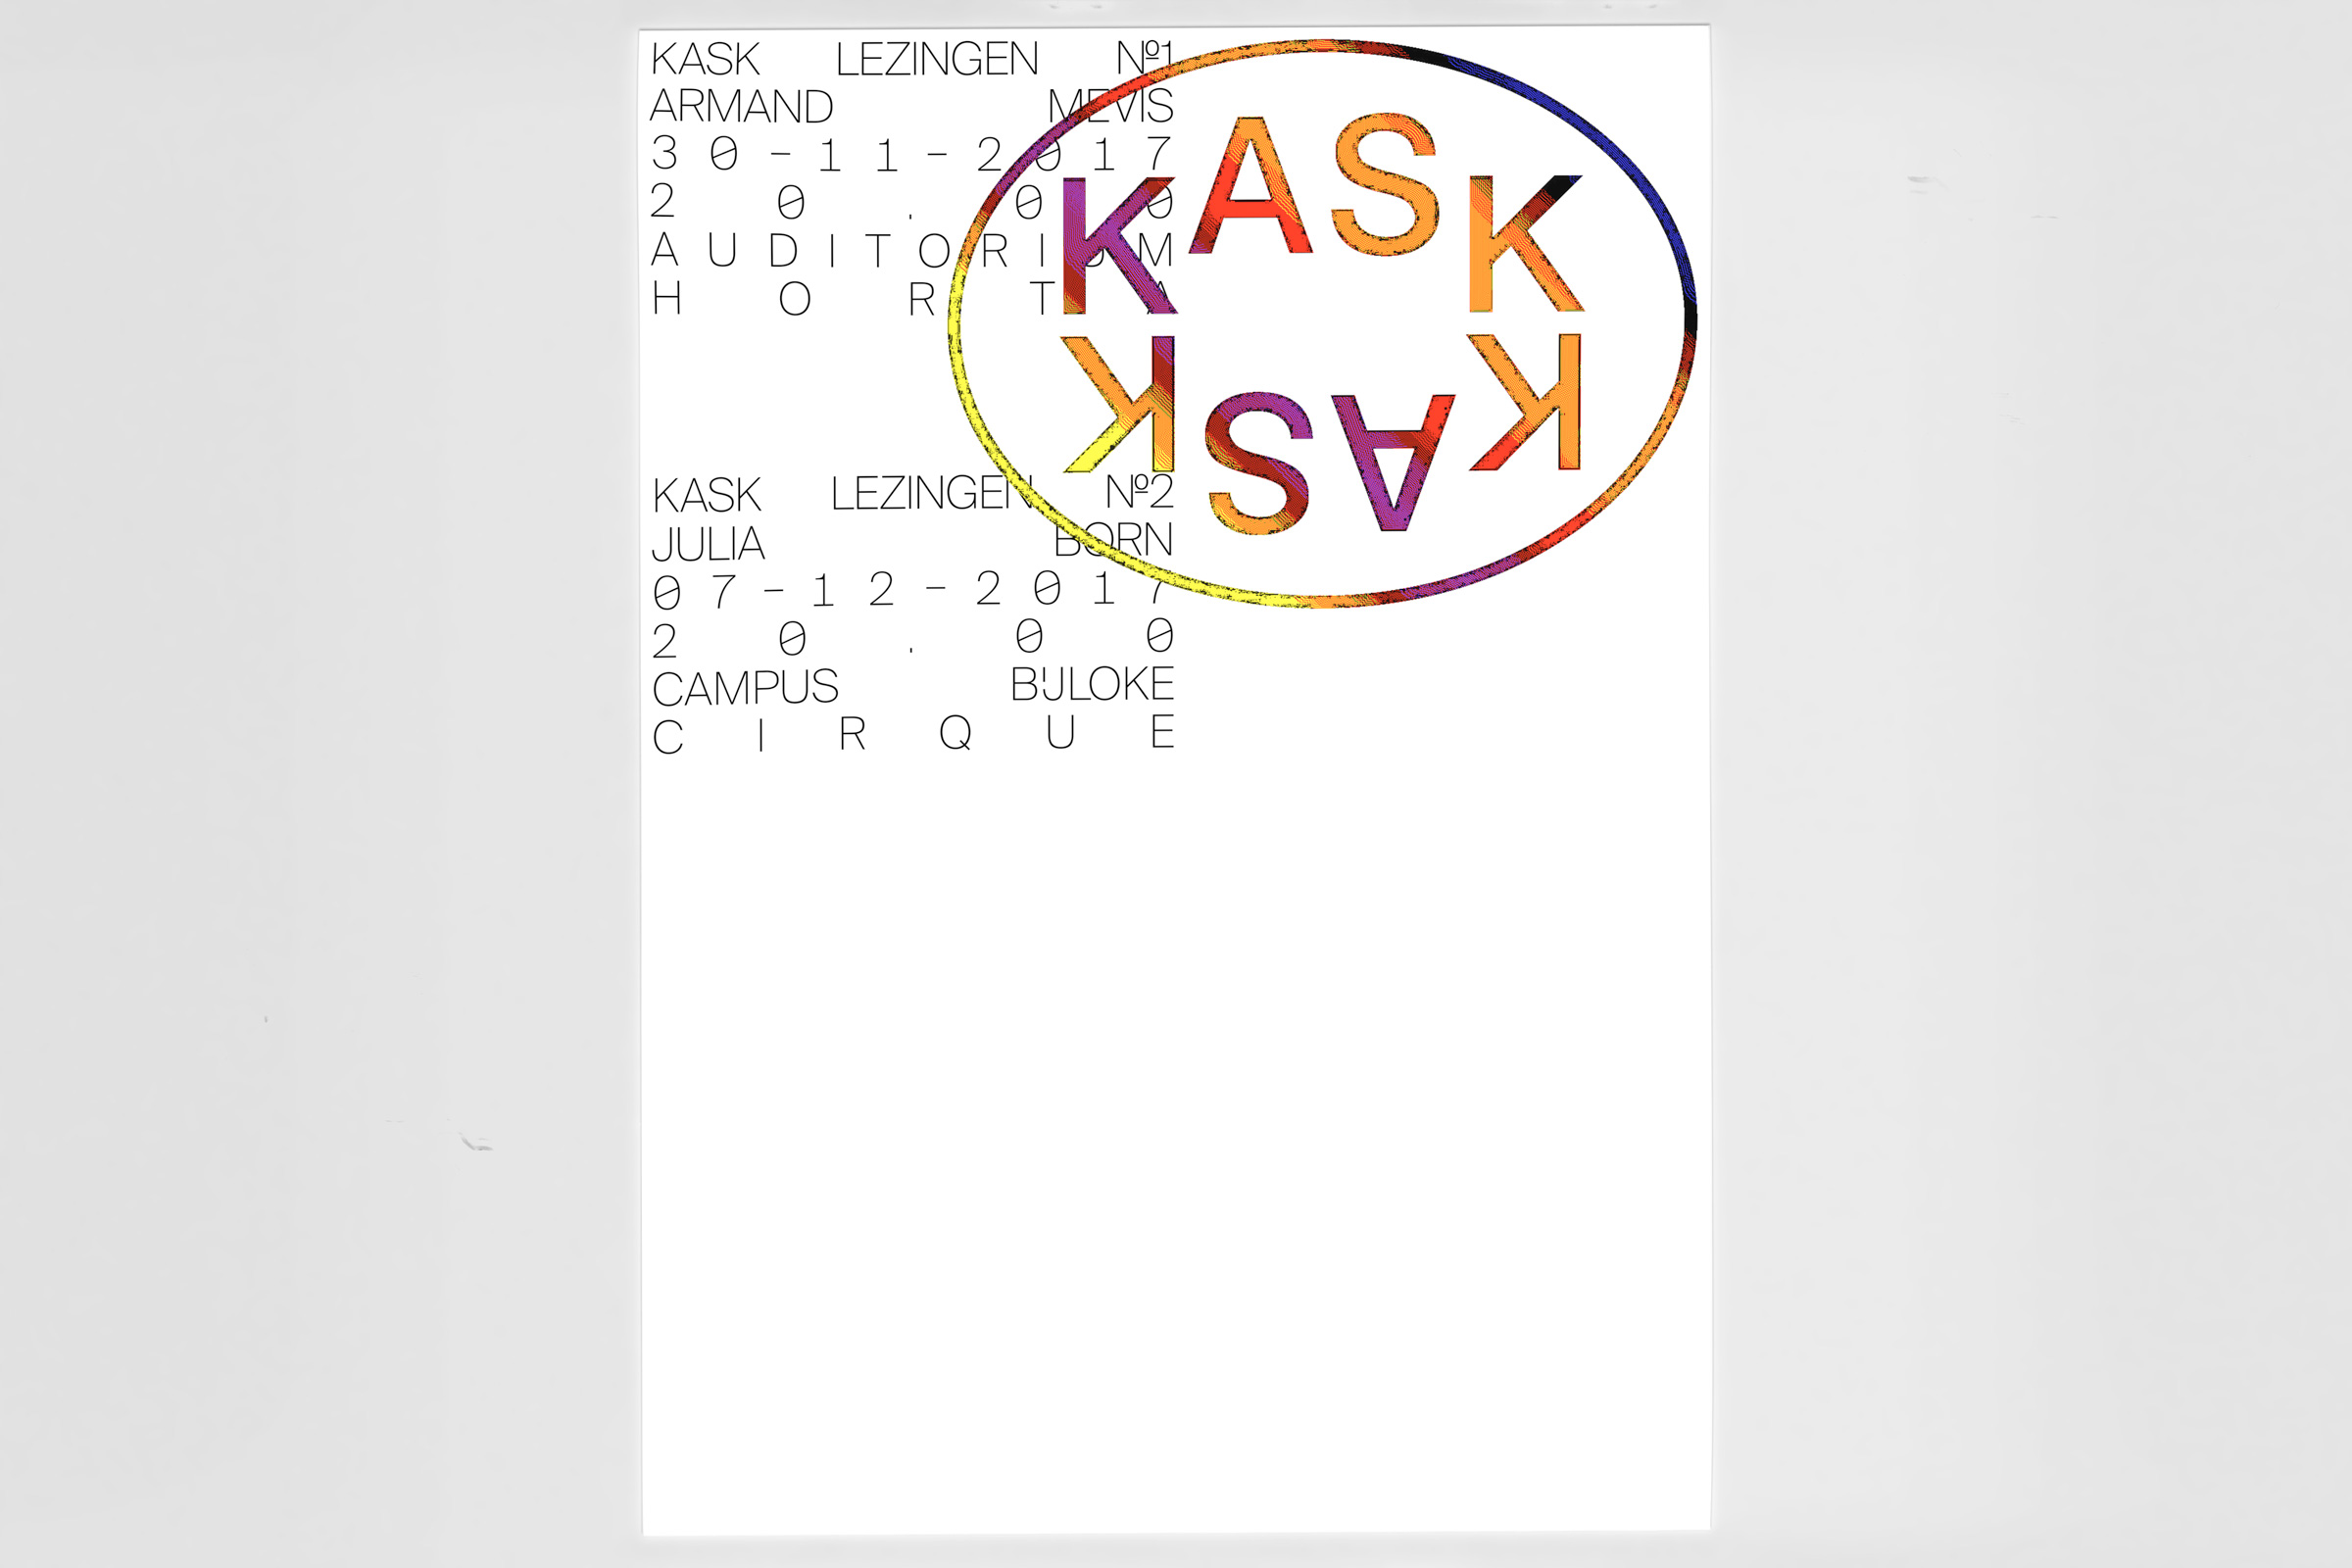 KASK LEZINGEN Nº1
ARMAND MEVIS
30-11-2017
20.00
AUDITORIUM
HORTA
KASK
KASK
KASK LEZINGEN Nº2
JULIA BORN
07-12-2017
20.00
CAMPUS BIJLOKE
CIRQUE